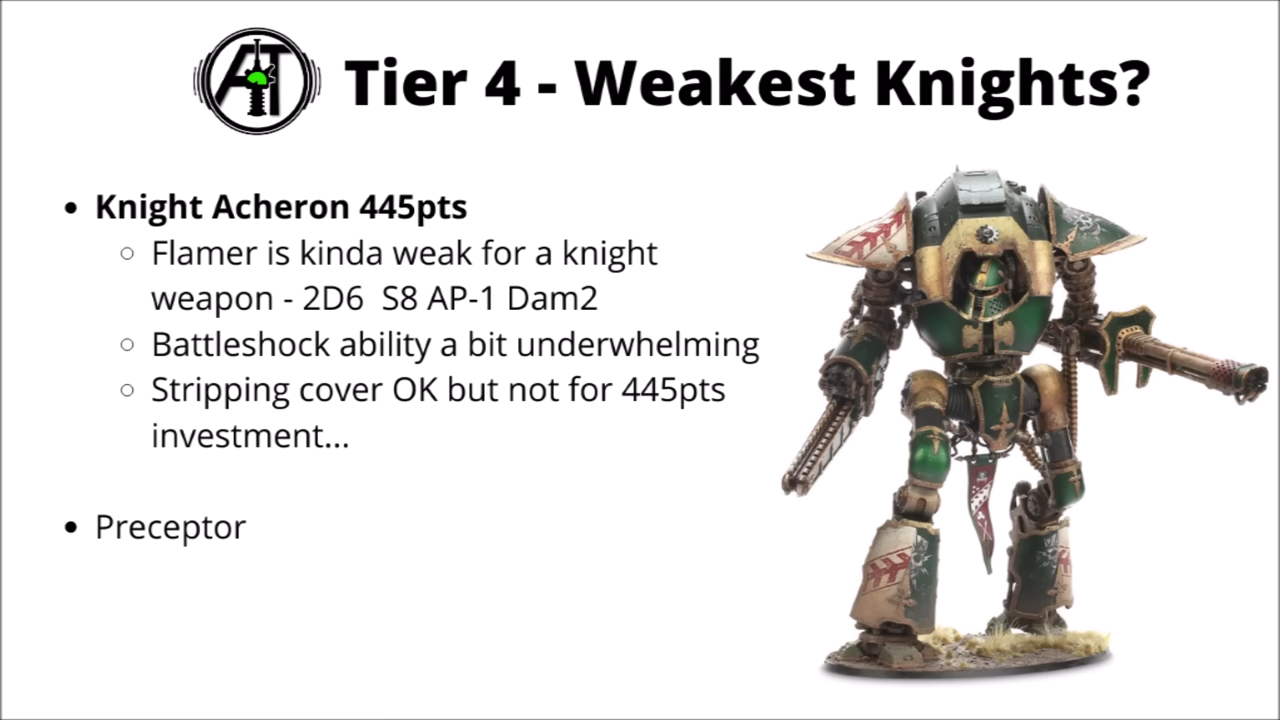 AT
Tier 4 - Weakest Knights?
• Knight Acheron 445pts
○ Flamer is kinda weak for a knight
weapon - 2D6 S8 AP-1 Dam2
○ Battleshock ability a bit underwhelming
○ Stripping cover OK but not for 445pts
investment...
• Preceptor